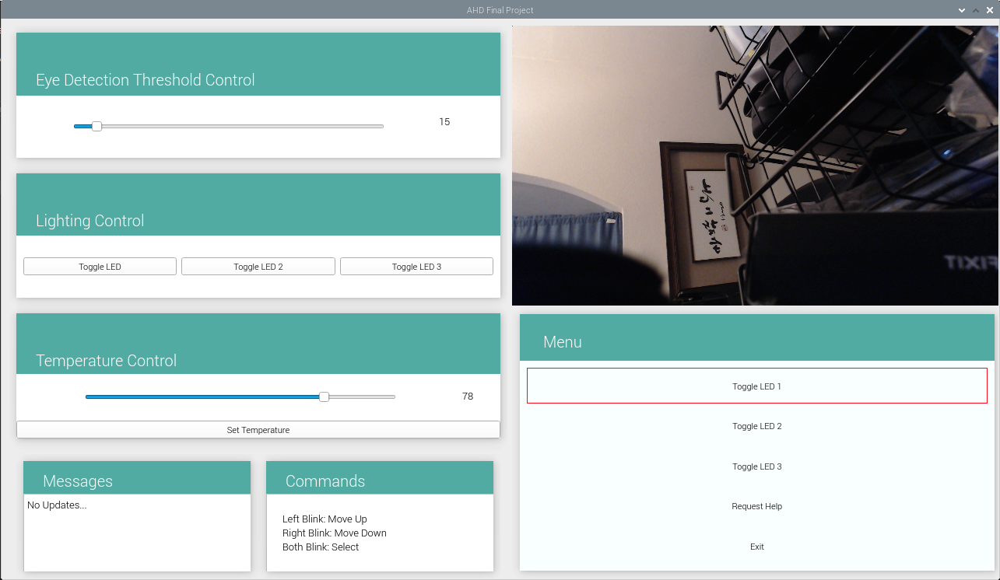 AHD Final Project
Eye Detection Threshold Control
15
Lighting Control
Toggle LED
Toggle LED 2
Toggle LED 3
Temperature Control
78
Set Temperature
Messages
No Updates...
Commands
Left Blink: Move Up
Right Blink: Move Down
Both Blink: Select
Menu
Toggle LED 1
Toggle LED 2
Toggle LED 3
Request Help
Exit